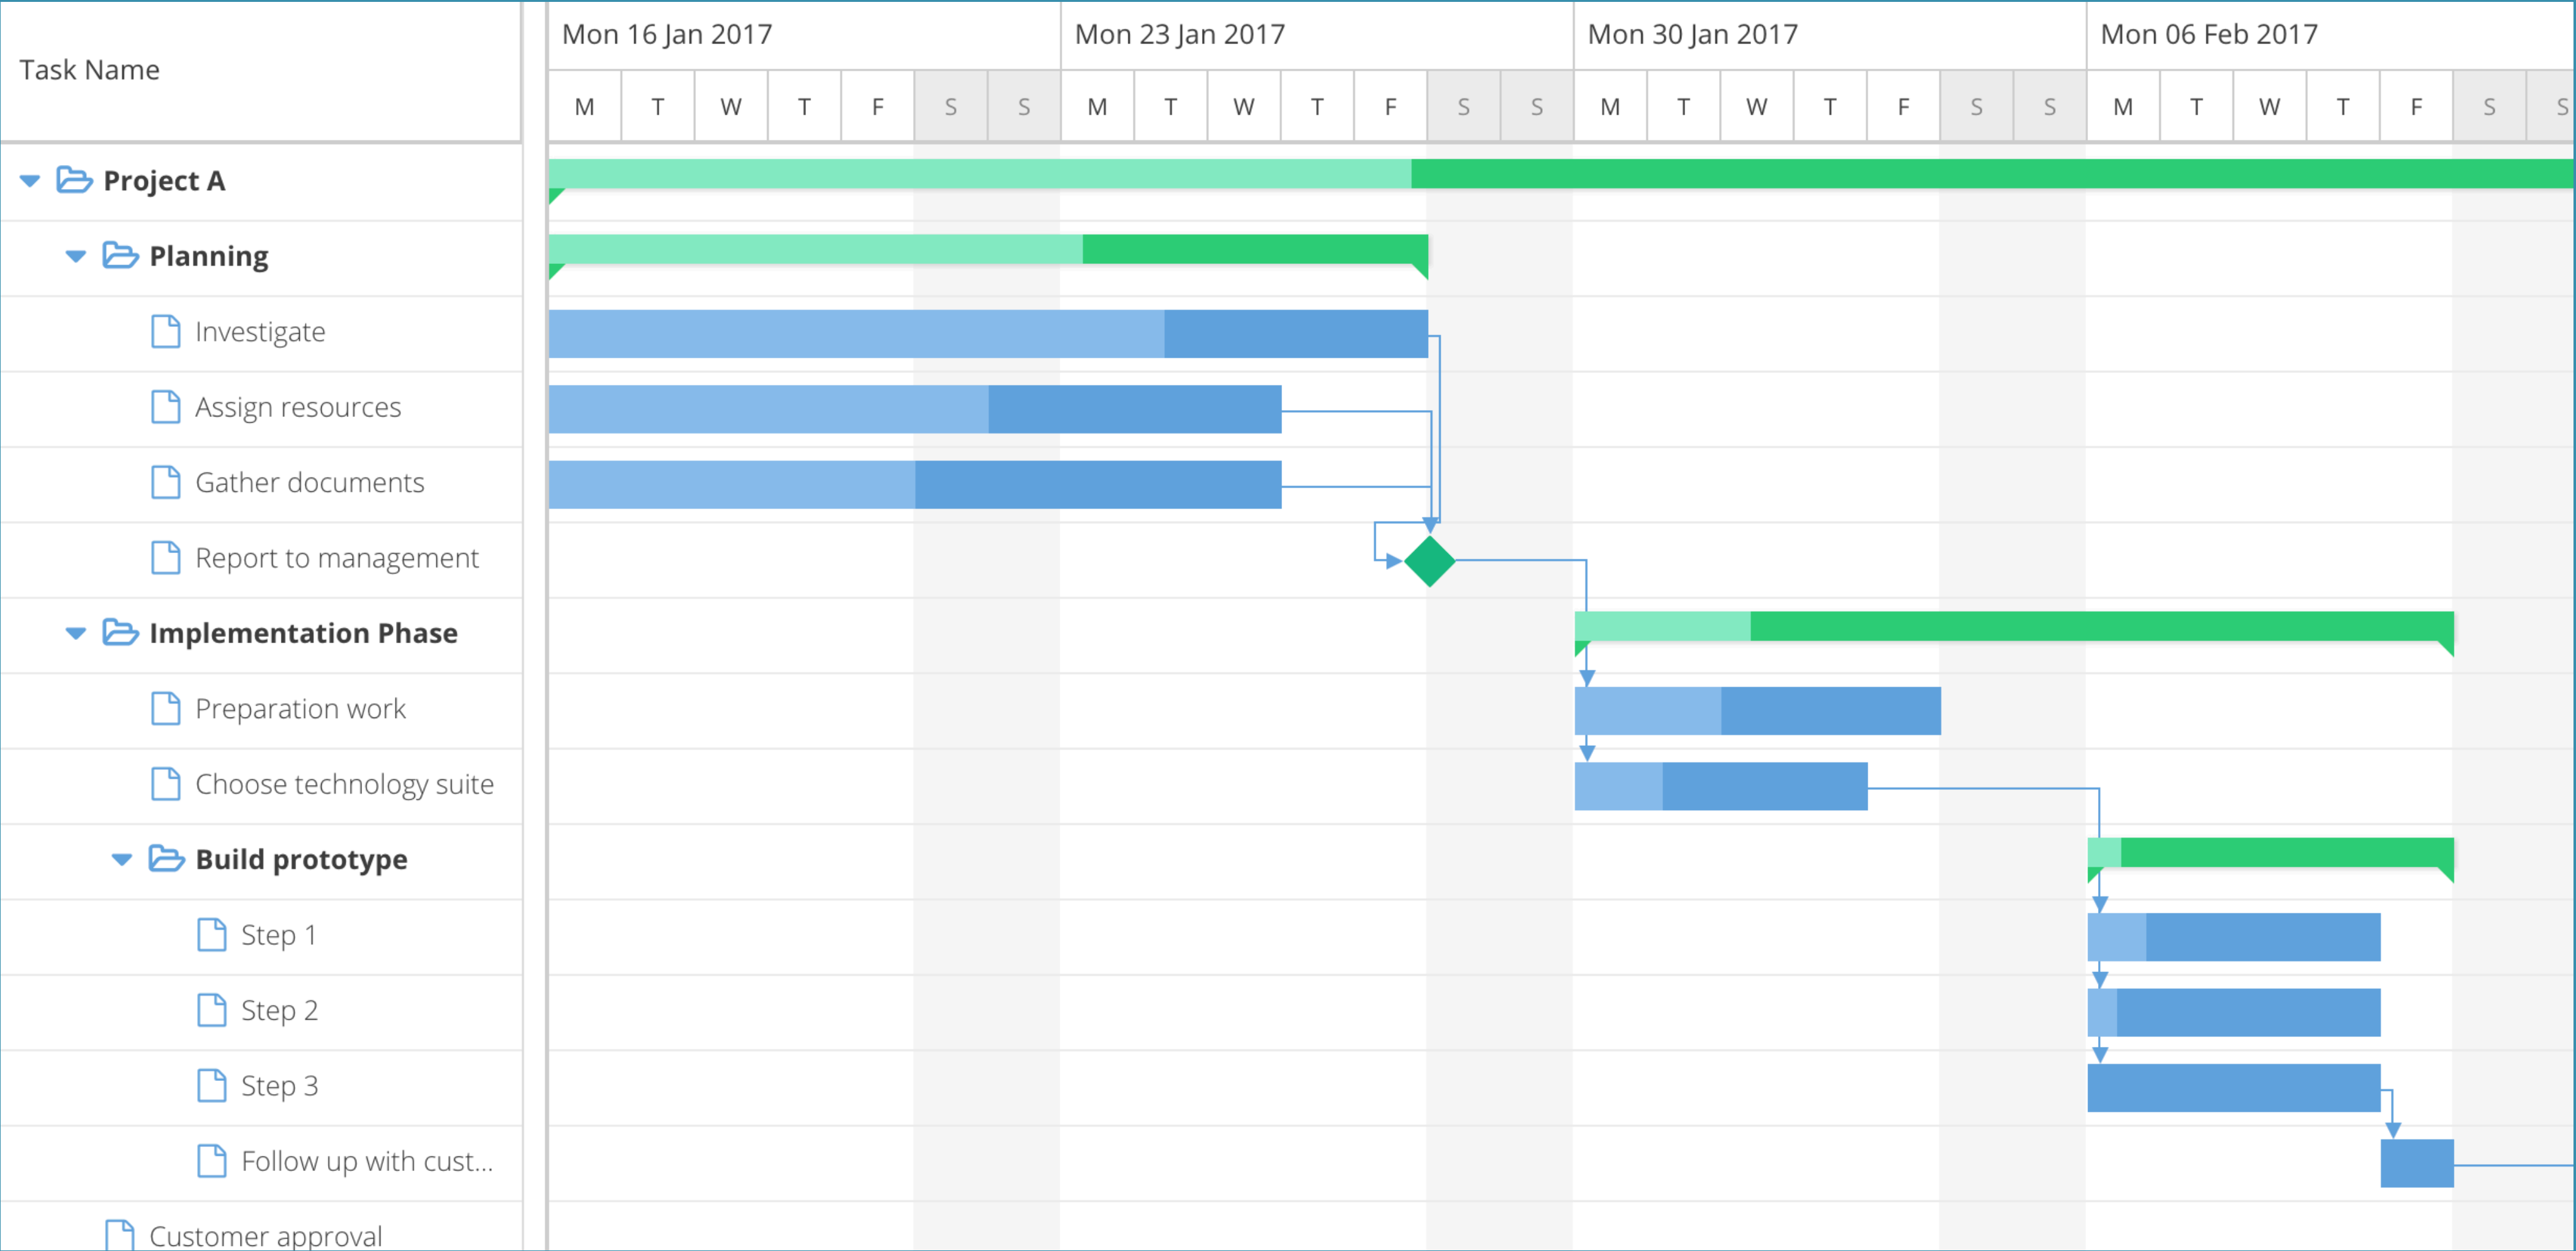 Task Name
Mon 16 Jan 2017 Mon 23 Jan 2017 Mon 30 Jan 2017 Mon 06 Feb 2017
M T W T F S S M T W T F S S M T W T F S S M T W T F S S
Project A
Planning
Investigate
Assign resources
Gather documents
Report to management
Implementation Phase
Preparation work
Choose technology suite
Build prototype
Step 1
Step 2
Step 3
Follow up with cust...
Customer approval